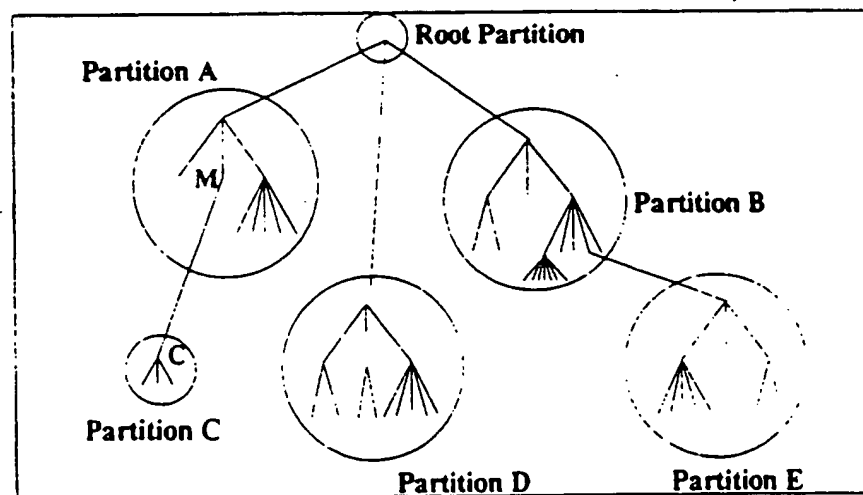 Root Partition
Partition A
M
Partition B
C
Partition C
Partition D
Partition E